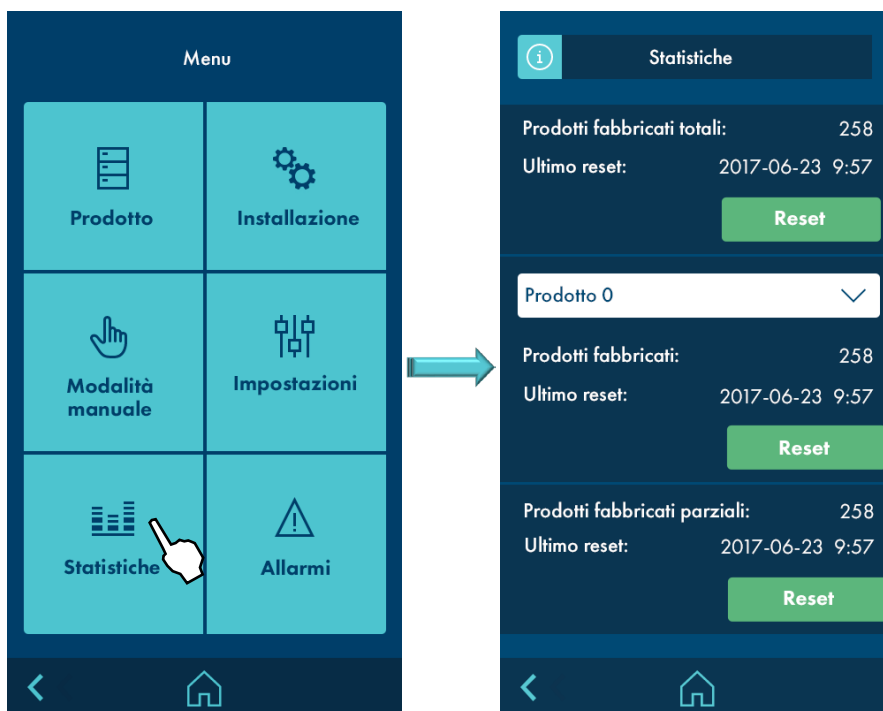 Menu
Prodotto
Installazione
Modalità
manuale
Impostazioni
Statistiche
Allarmi
Statistiche
Prodotti fabbricati totali: 258
Ultimo reset: 2017-06-23 9:57
Reset
Prodotto 0
Prodotti fabbricati: 258
Ultimo reset: 2017-06-23 9:57
Reset
Prodotti fabbricati parziali: 258
Ultimo reset: 2017-06-23 9:57
Reset